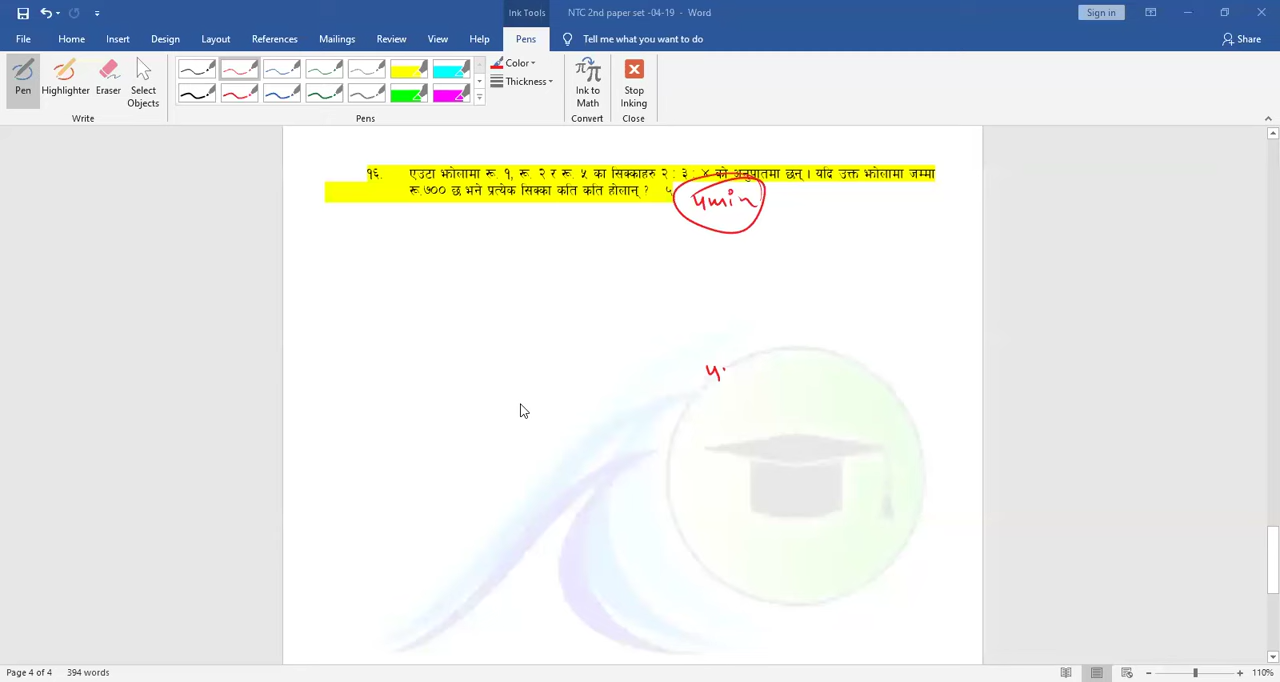 Ink Tools
NTC 2nd paper set -04-19 - Word
Sign in
File Home Insert Design Layout References Mailings Review View Help Pens Tell me what you want to do
Share
Pen
Highlighter
Eraser
Select Objects
Color
Thickness
Ink to Math
Stop Inking
Write
Pens
Convert
Close
१६. एउटा झोलामा रू. १, रू. २ र रू. ५ का सिक्काहरु २ : ३ : ४ को अनुपातमा छन् । यदि उक्त झोलामा जम्मा
रू ७०० छ भने प्रत्येक सिक्का कति कति होलान् ? ५
५min
५.
Page 4 of 4 394 words
110%